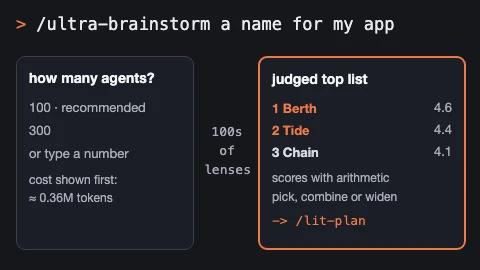 > /ultra-brainstorm a name for my app
how many agents?
100 · recommended
300
or type a number
cost shown first:
≈ 0.36M tokens
100s
of
lenses
judged top list
1 Berth 4.6
2 Tide 4.4
3 Chain 4.1
scores with arithmetic
pick, combine or widen
-> /lit-plan